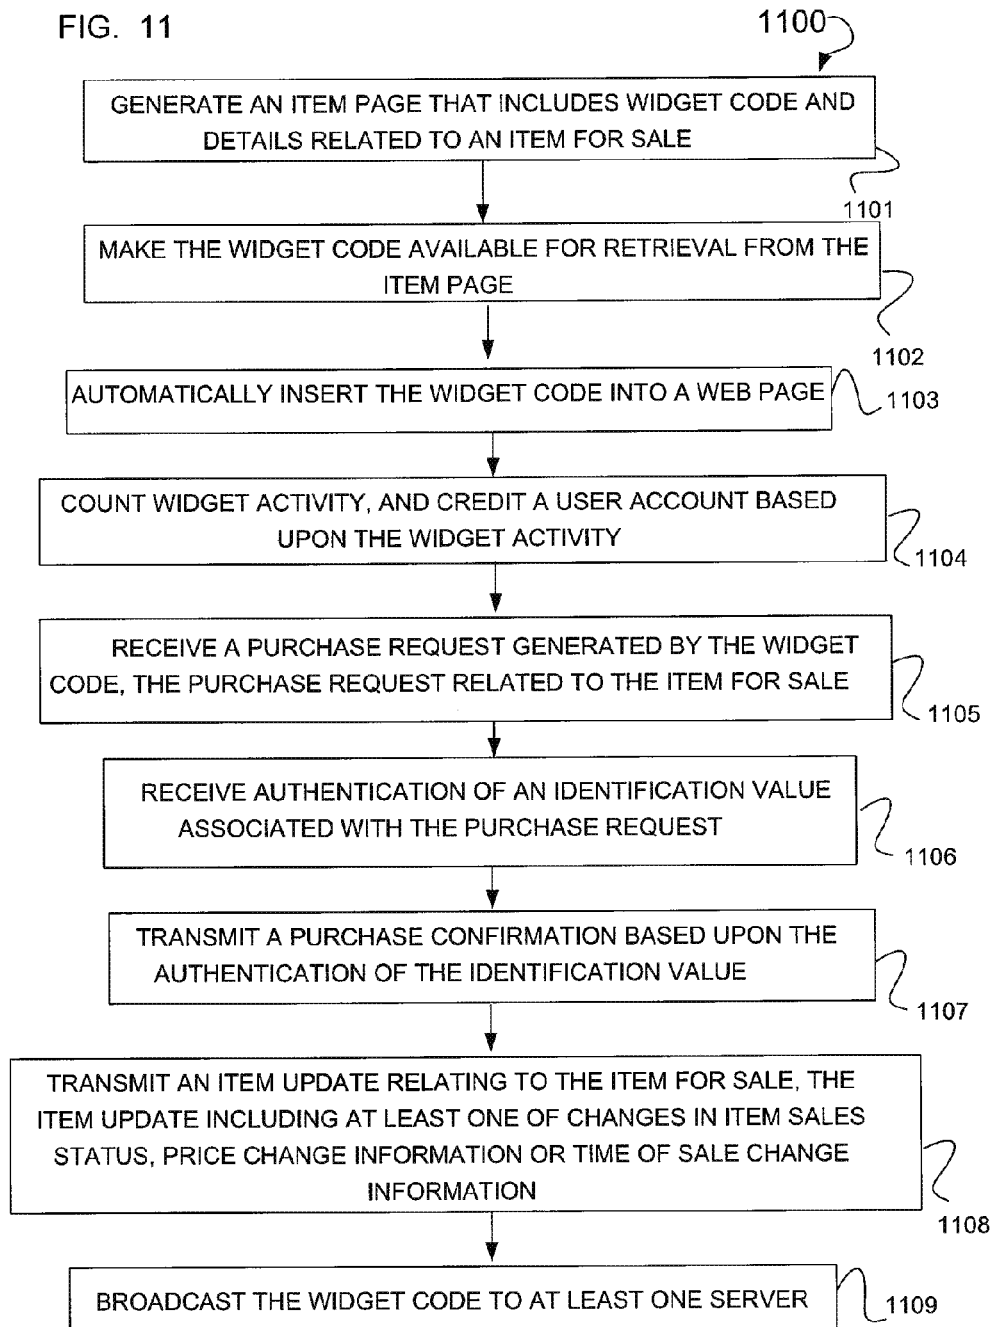 FIG. 11
1100
GENERATE AN ITEM PAGE THAT INCLUDES WIDGET CODE AND
DETAILS RELATED TO AN ITEM FOR SALE
1101
MAKE THE WIDGET CODE AVAILABLE FOR RETRIEVAL FROM THE
ITEM PAGE
1102
AUTOMATICALLY INSERT THE WIDGET CODE INTO A WEB PAGE
1103
COUNT WIDGET ACTIVITY, AND CREDIT A USER ACCOUNT BASED
UPON THE WIDGET ACTIVITY
1104
RECEIVE A PURCHASE REQUEST GENERATED BY THE WIDGET
CODE, THE PURCHASE REQUEST RELATED TO THE ITEM FOR SALE
1105
RECEIVE AUTHENTICATION OF AN IDENTIFICATION VALUE
ASSOCIATED WITH THE PURCHASE REQUEST
1106
TRANSMIT A PURCHASE CONFIRMATION BASED UPON THE
AUTHENTICATION OF THE IDENTIFICATION VALUE
1107
TRANSMIT AN ITEM UPDATE RELATING TO THE ITEM FOR SALE, THE
ITEM UPDATE INCLUDING AT LEAST ONE OF CHANGES IN ITEM SALES
STATUS, PRICE CHANGE INFORMATION OR TIME OF SALE CHANGE
INFORMATION
1108
BROADCAST THE WIDGET CODE TO AT LEAST ONE SERVER
1109